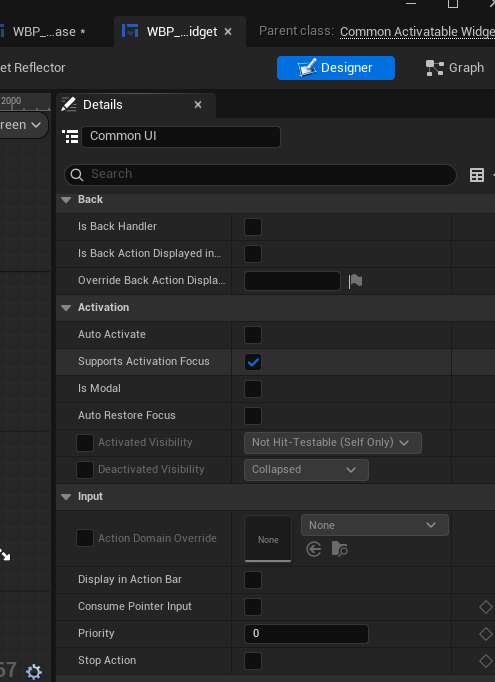 WBP_...ase *
WBP_...idget
Parent class: Common Activatable Widge
et Reflector
Designer
Graph
2000
Details
reen
Common UI
Search
Back
Is Back Handler
Is Back Action Displayed in...
Override Back Action Displa...
Activation
Auto Activate
Supports Activation Focus
Is Modal
Auto Restore Focus
Activated Visibility
Not Hit-Testable (Self Only)
Deactivated Visibility
Collapsed
Input
None
Action Domain Override
None
Display in Action Bar
Consume Pointer Input
Priority
0
Stop Action
57